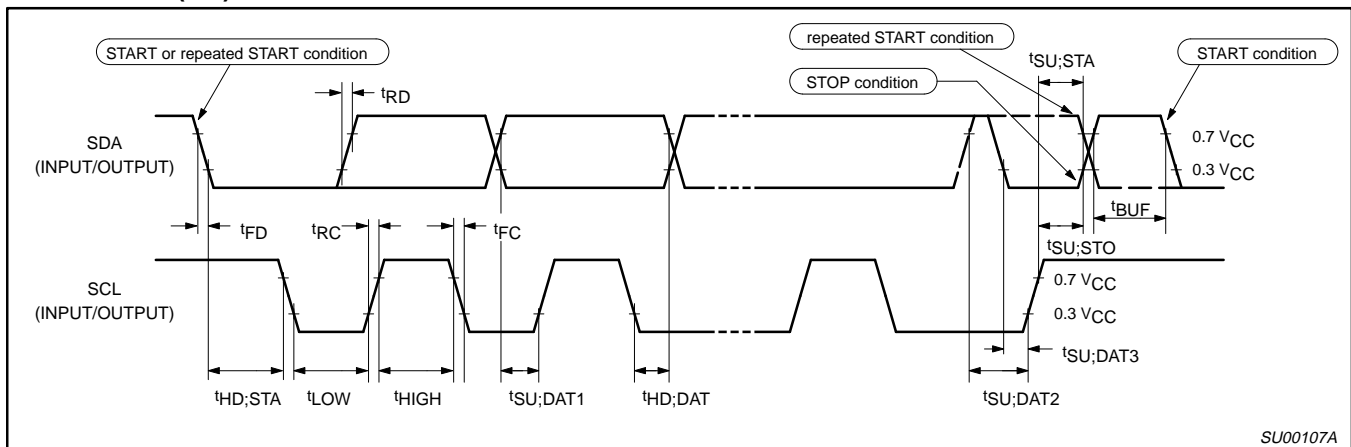 START or repeated START condition
repeated START condition
START condition
tSU;STA
STOP condition
tRD
SDA
(INPUT/OUTPUT)
0.7 VCC
0.3 VCC
tFD
tRC
tFC
tBUF
tSU;STO
SCL
(INPUT/OUTPUT)
0.7 VCC
0.3 VCC
tSU;DAT3
tHD;STA
tLOW
tHIGH
tSU;DAT1
tHD;DAT
tSU;DAT2
SU00107A